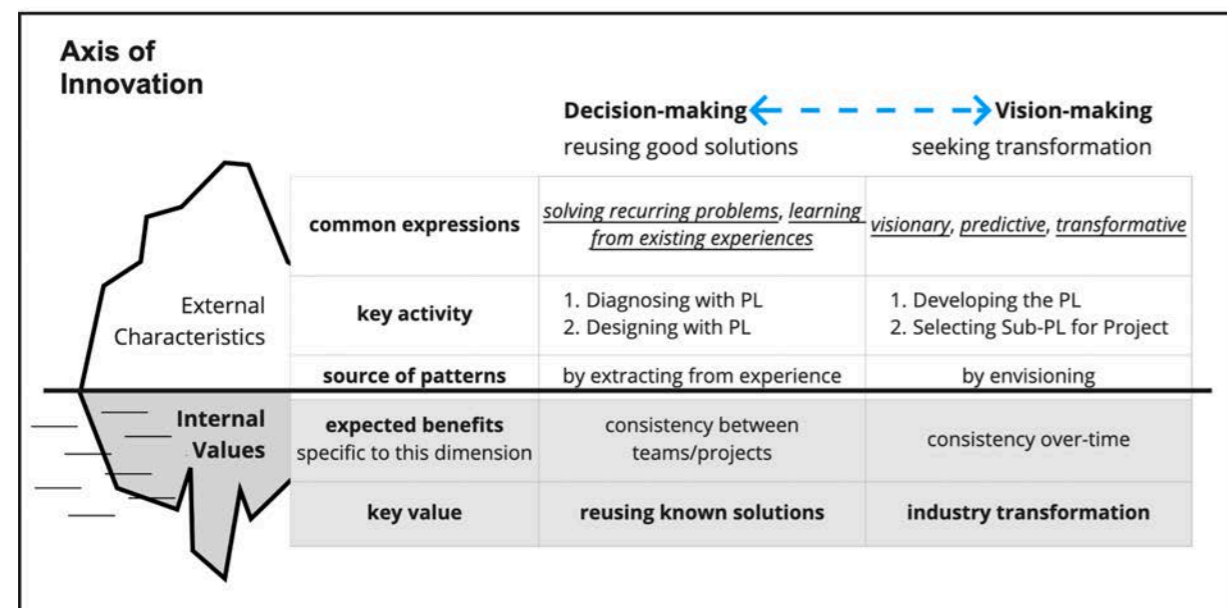 Axis of
Innovation
Decision-making
Vision-making
reusing good solutions
seeking transformation
common expressions
solving recurring problems, learning
from existing experiences
visionary, predictive, transformative
External
Characteristics
key activity
1. Diagnosing with PL
2. Designing with PL
1. Developing the PL
2. Selecting Sub-PL for Project
source of patterns
by extracting from experience
by envisioning
Internal
Values
expected benefits
specific to this dimension
consistency between
teams/projects
consistency over-time
key value
reusing known solutions
industry transformation